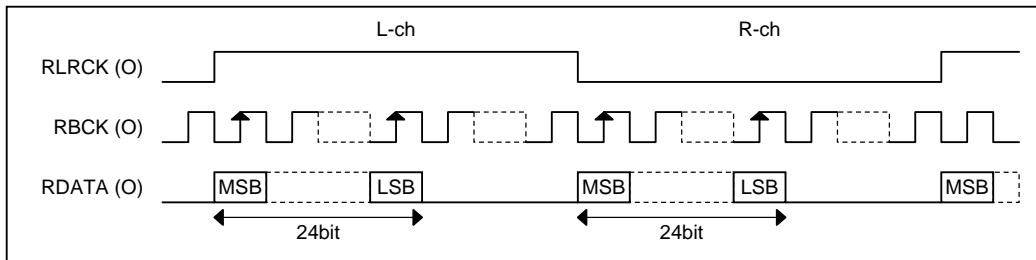 L-ch R-ch
RLRCK (O)
RBCK (O)
RDATA (O) MSB LSB MSB LSB MSB
24bit 24bit